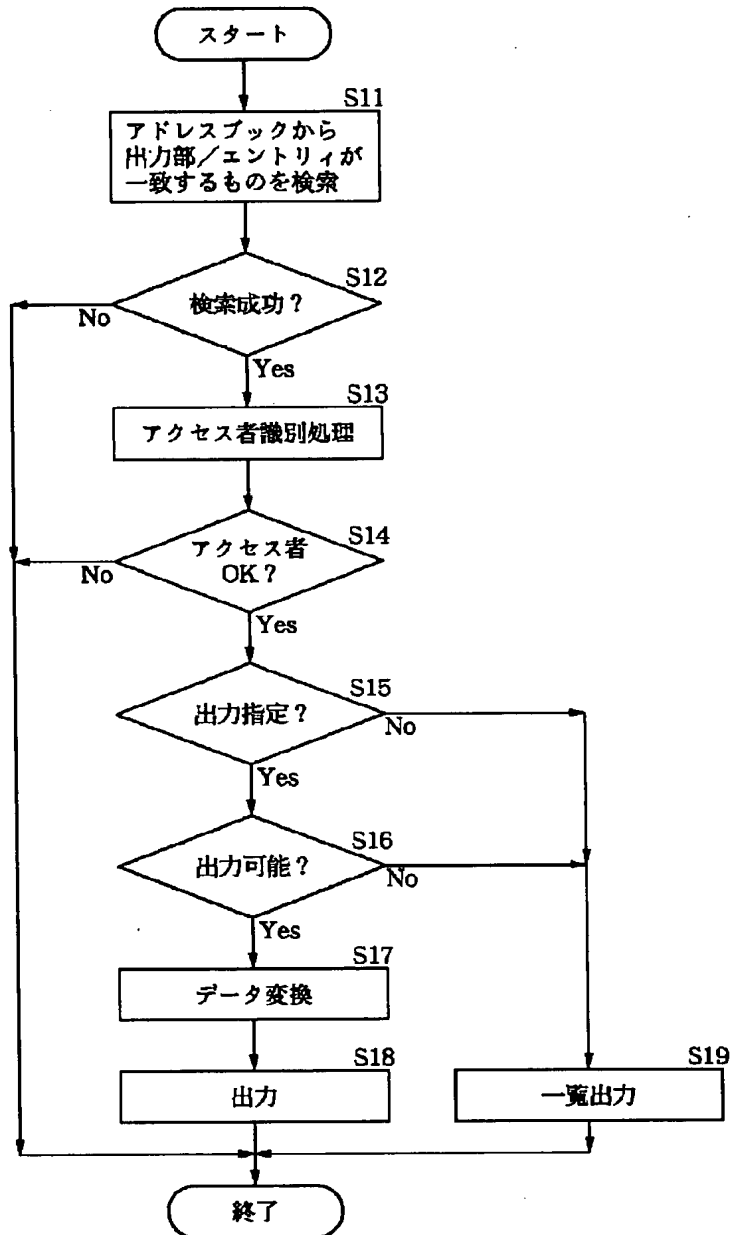 スタート
S11
アドレスブックから
出力部／エントリィが
一致するものを検索
S12
検索成功？
No
Yes
S13
アクセス者識別処理
S14
アクセス者
OK？
No
Yes
S15
出力指定？
No
Yes
S16
出力可能？
No
Yes
S17
データ変換
S18
出力
S19
一覧出力
終了